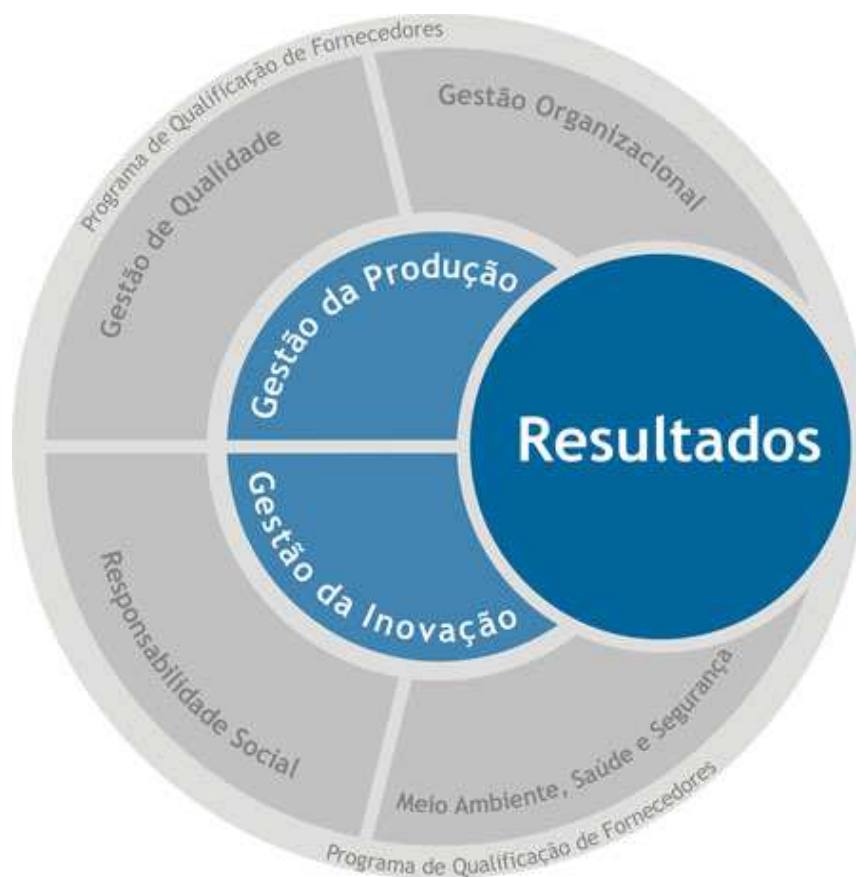 Programa de Qualificação de Fornecedores
Gestão de Qualidade
Gestão Organizacional
Gestão da Produção
Resultados
Gestão da Inovação
Responsabilidade Social
Meio Ambiente, Saúde e Segurança
Programa de Qualificação de Fornecedores